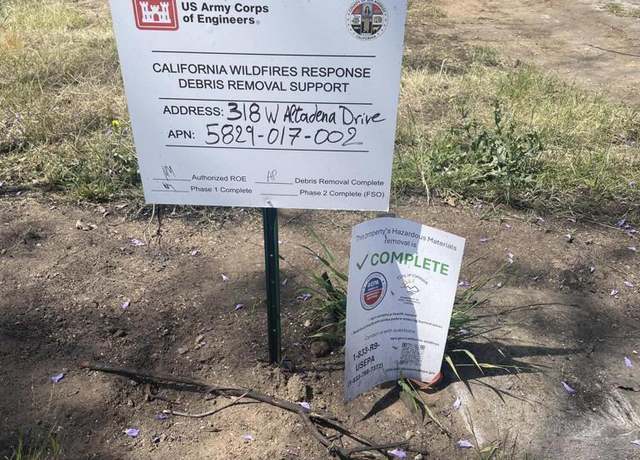 US Army Corps
of Engineers®
CALIFORNIA WILDFIRES RESPONSE
DEBRIS REMOVAL SUPPORT
ADDRESS: 318 W Altadena Drive
APN: 5829-017-002
Authorized ROE
Debris Removal Complete
Phase 1 Complete
Phase 2 Complete (FSO)
This property's Hazardous Materials
removal is
✓ COMPLETE
1-833-R9-
USEPA